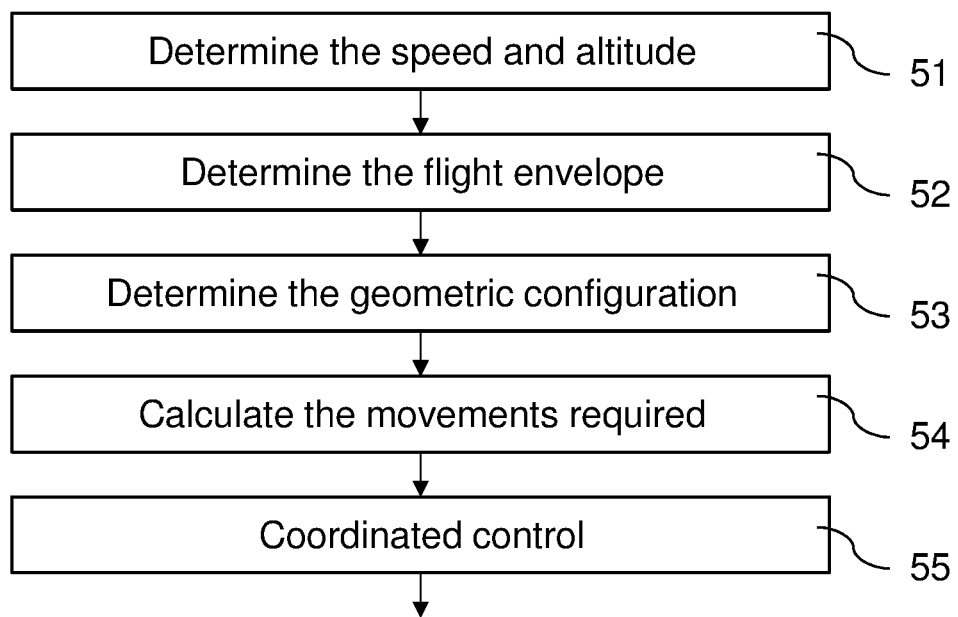 Determine the speed and altitude
51
Determine the flight envelope
52
Determine the geometric configuration
53
Calculate the movements required
54
Coordinated control
55